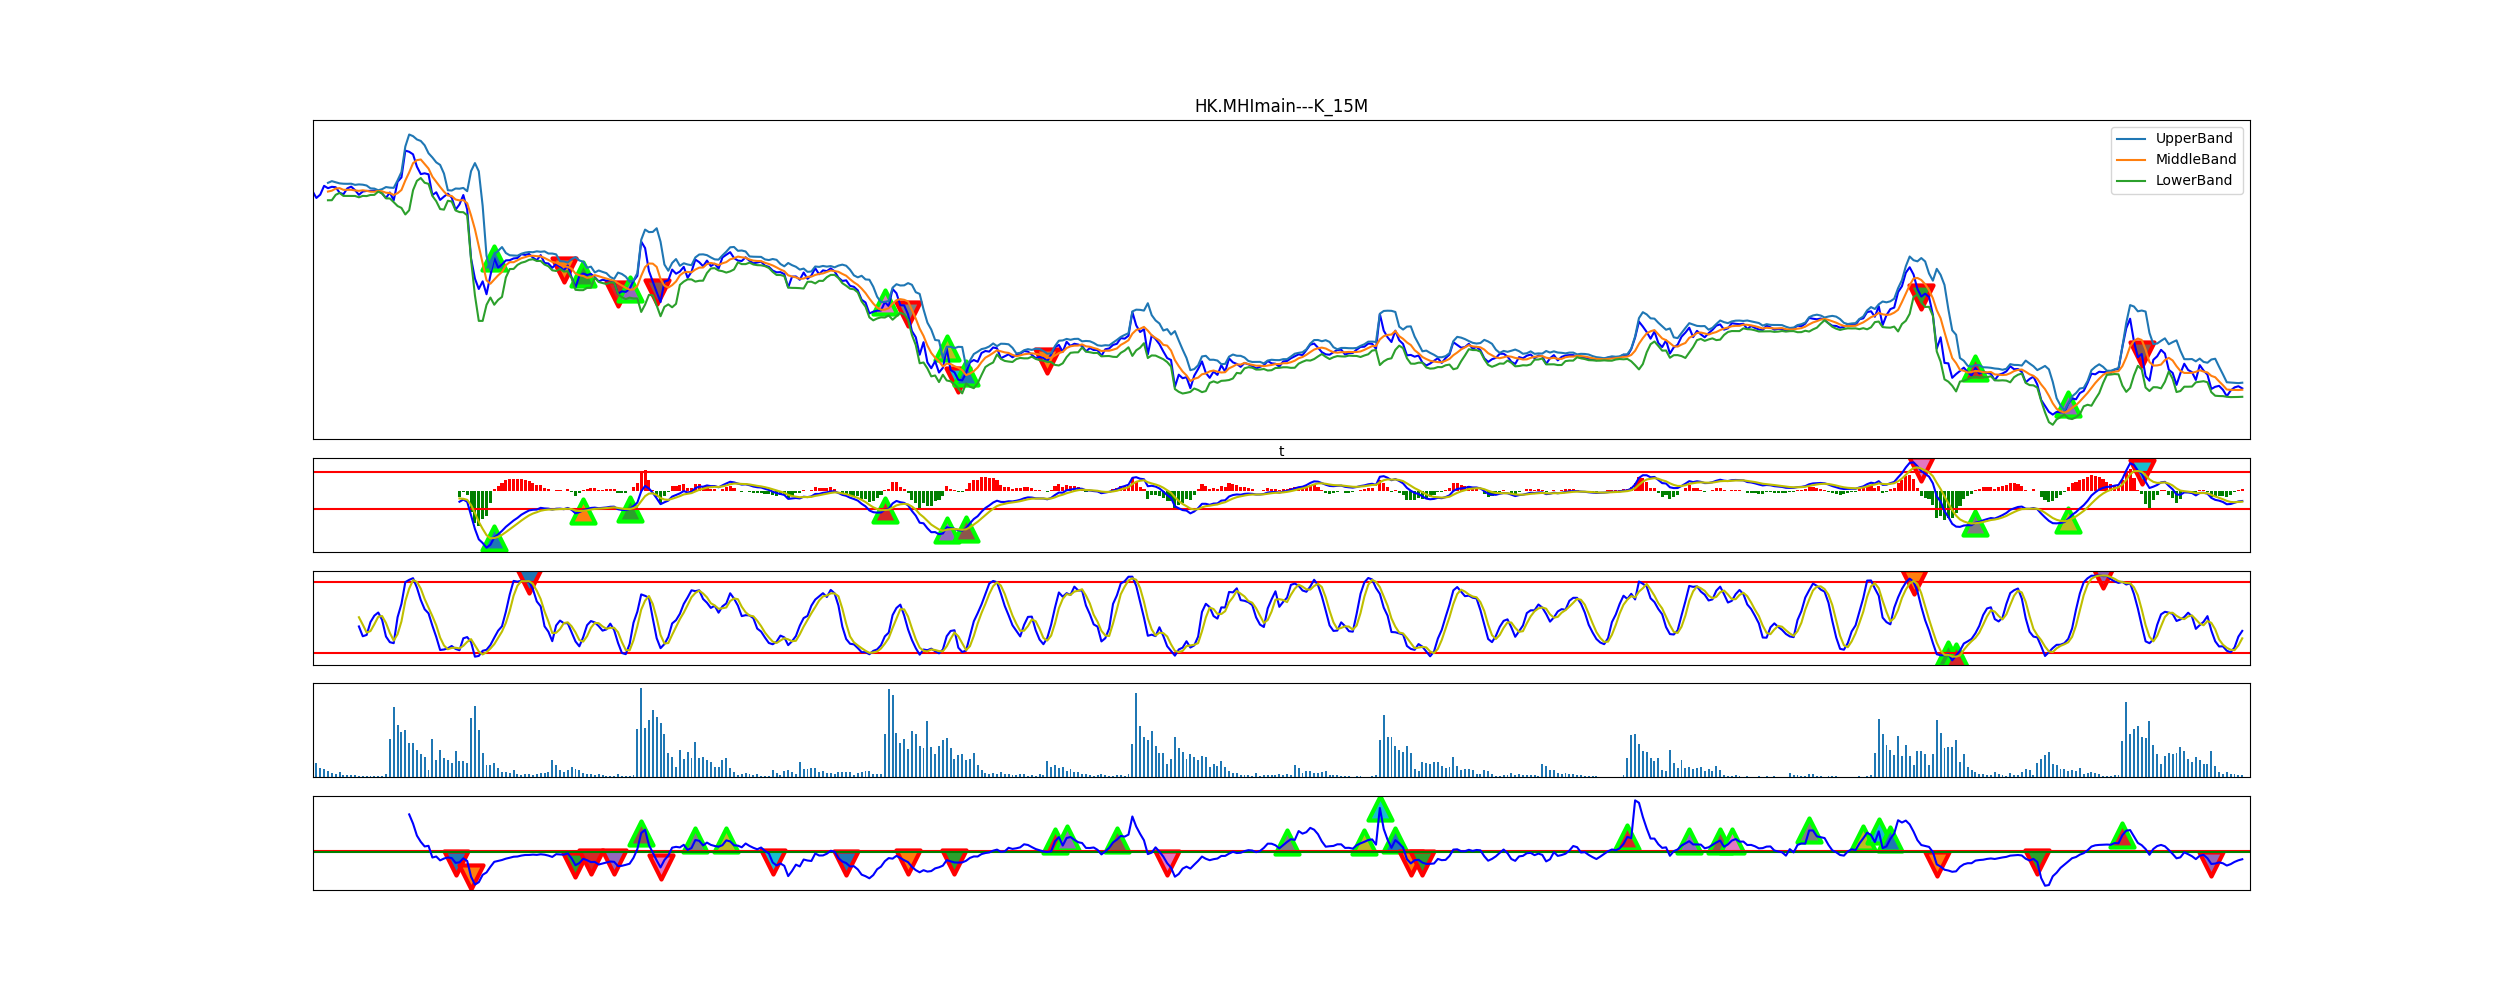 HK.MHImain---K_15M
UpperBand
MiddleBand
LowerBand
t